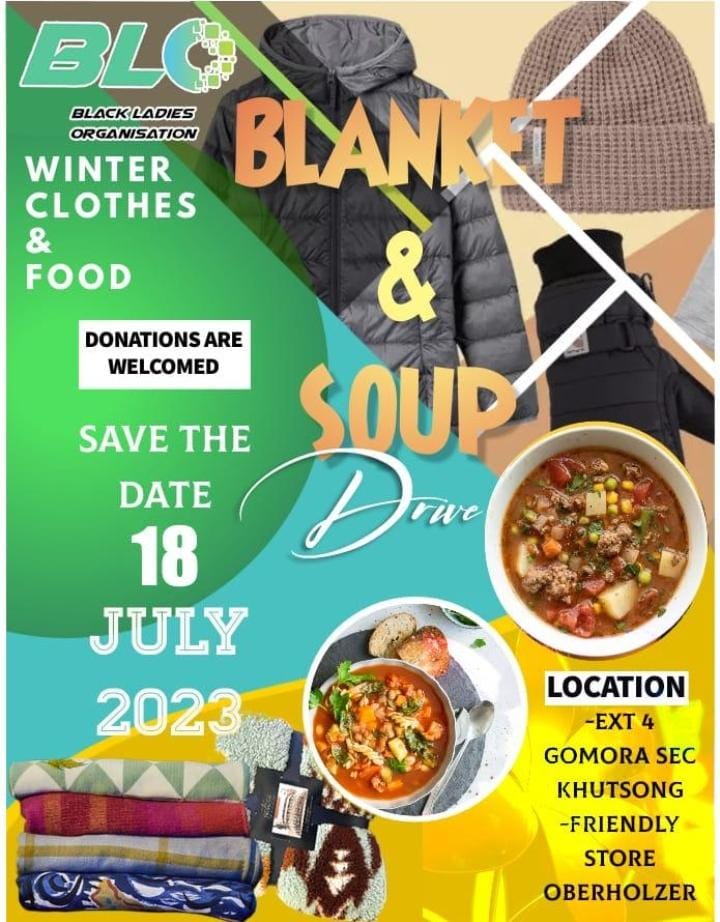 BLO
BLACK LADIES
ORGANISATION
WINTER
CLOTHES
&
FOOD
BLANKET
&
SOUP
Drive
DONATIONS ARE
WELCOMED
SAVE THE
DATE
18
JULY
2023
LOCATION
-EXT 4
GOMORA SEC
KHUTSONG
-FRIENDLY
STORE
OBERHOLZER